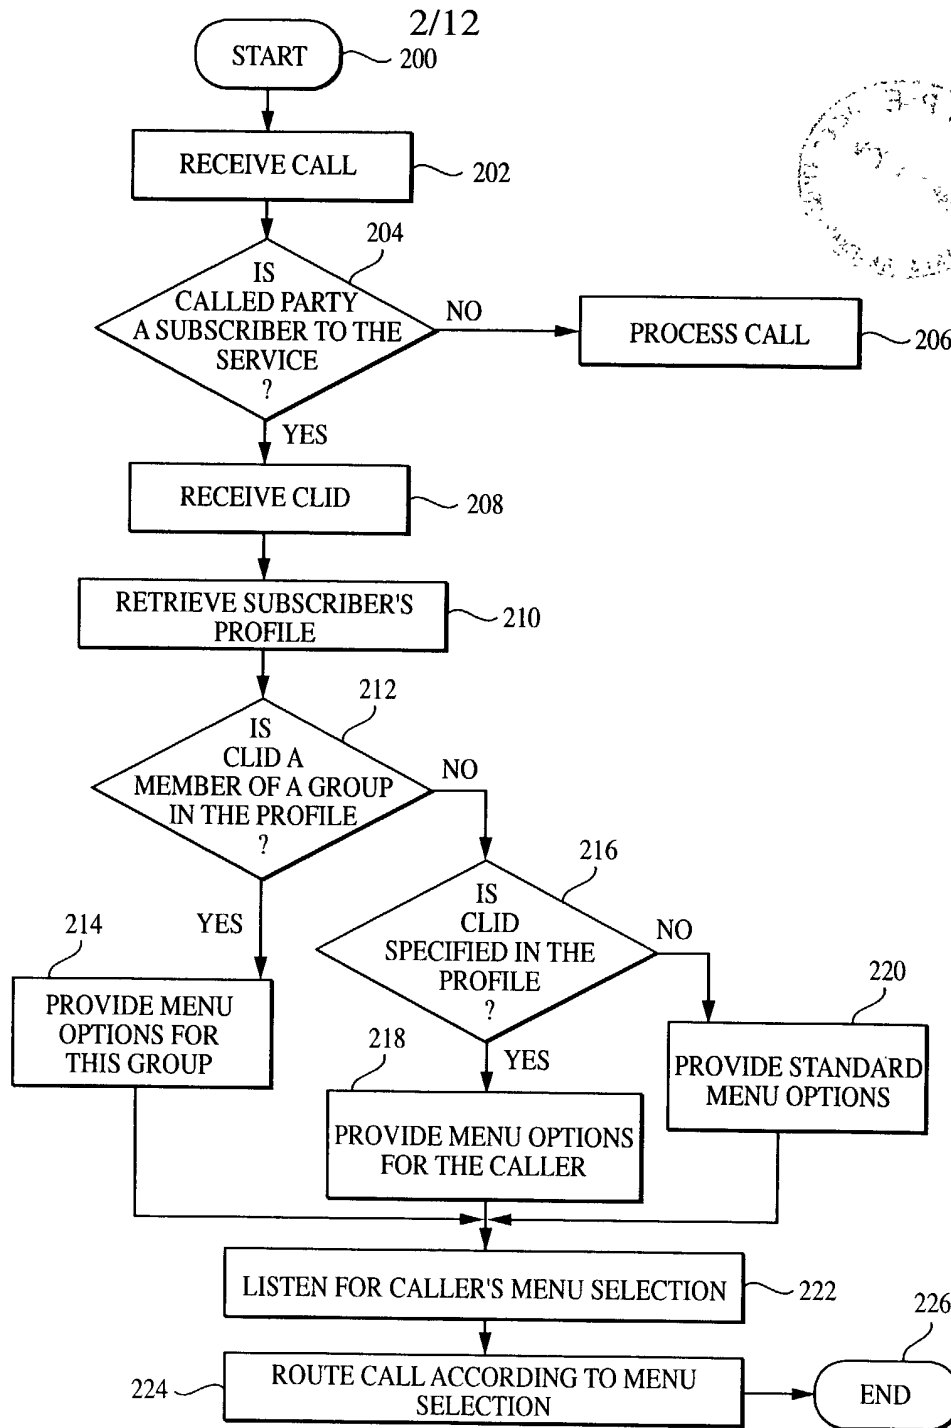 2/12
START
200
RECEIVE CALL
202
204
IS
CALLED PARTY
A SUBSCRIBER TO THE
SERVICE
?
NO
PROCESS CALL
206
YES
RECEIVE CLID
208
RETRIEVE SUBSCRIBER'S
PROFILE
210
212
IS
CLID A
MEMBER OF A GROUP
IN THE PROFILE
?
NO
YES
216
IS
CLID
SPECIFIED IN THE
PROFILE
?
NO
YES
214
PROVIDE MENU
OPTIONS FOR
THIS GROUP
218
PROVIDE MENU OPTIONS
FOR THE CALLER
220
PROVIDE STANDARD
MENU OPTIONS
LISTEN FOR CALLER'S MENU SELECTION
222
224
ROUTE CALL ACCORDING TO MENU
SELECTION
226
END